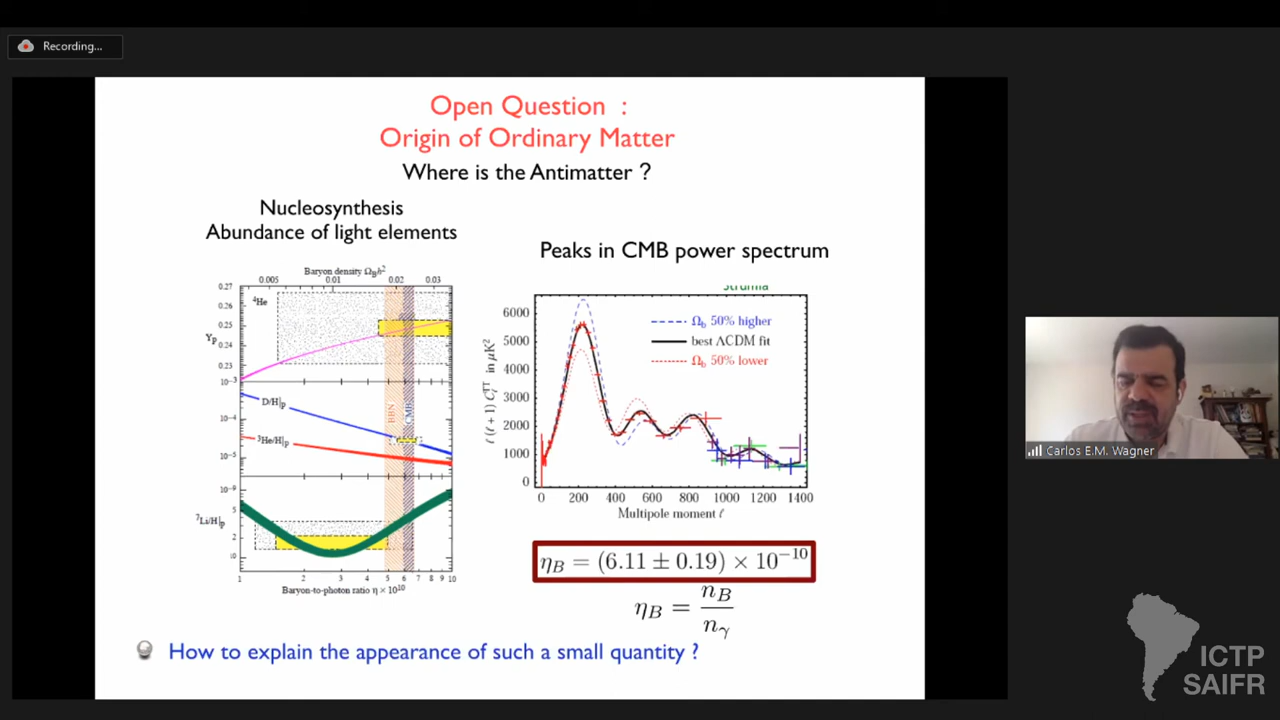 Recording...
Open Question :
Origin of Ordinary Matter
Where is the Antimatter ?
Nucleosynthesis
Abundance of light elements
Baryon density Ω_B h²
0.005 0.01 0.02 0.03
0.27
0.26
0.25
Y_p
0.24
0.23
⁴He
10⁻³
D/H|_p
10⁻⁴
³He/H|_p
10⁻⁵
BBN
CMB
10⁻⁹
5
⁷Li/H|_p
2
1 2 3 4 5 6 7 8 9 10
Baryon-to-photon ratio η × 10¹⁰
Peaks in CMB power spectrum
Strumia
Ω_b 50% higher
best ΛCDM fit
Ω_b 50% lower
6000
5000
4000
3000
2000
1000
0
ℓ (ℓ + 1) C_ℓ^TT in μK²
0 200 400 600 800 1000 1200 1400
Multipole moment ℓ
η_B = (6.11 ± 0.19) × 10⁻¹⁰
η_B = n_B / n_γ
How to explain the appearance of such a small quantity ?
Carlos E.M. Wagner
ICTP
SAIFR